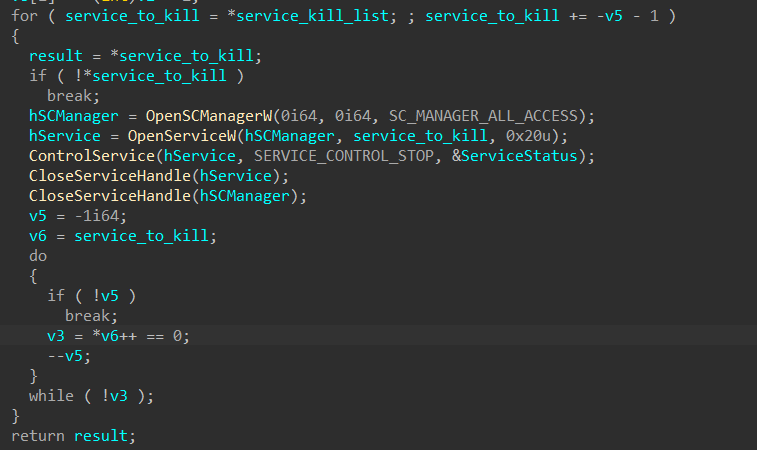 for ( service_to_kill = *service_kill_list; ; service_to_kill += -v5 - 1 )
{
  result = *service_to_kill;
  if ( !*service_to_kill )
    break;
  hSCManager = OpenSCManagerW(0i64, 0i64, SC_MANAGER_ALL_ACCESS);
  hService = OpenServiceW(hSCManager, service_to_kill, 0x20u);
  ControlService(hService, SERVICE_CONTROL_STOP, &ServiceStatus);
  CloseServiceHandle(hService);
  CloseServiceHandle(hSCManager);
  v5 = -1i64;
  v6 = service_to_kill;
  do
  {
    if ( !v5 )
      break;
    v3 = *v6++ == 0;
    --v5;
  }
  while ( !v3 );
}
return result;